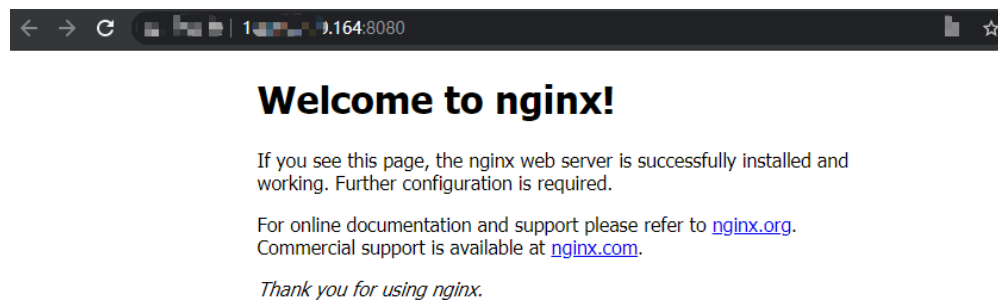 .164:8080
Welcome to nginx!
If you see this page, the nginx web server is successfully installed and
working. Further configuration is required.
For online documentation and support please refer to nginx.org.
Commercial support is available at nginx.com.
Thank you for using nginx.